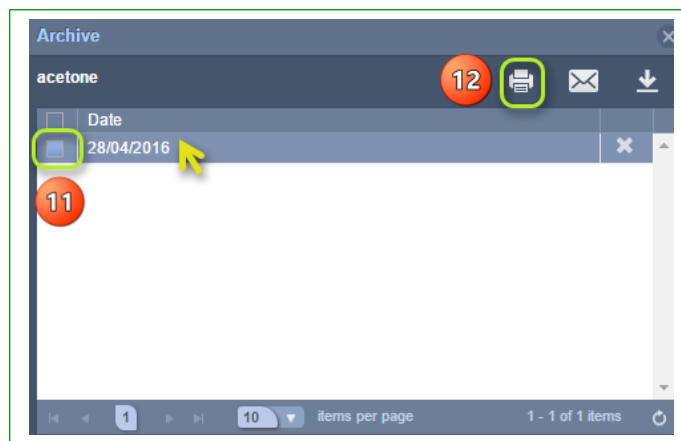 Archive
acetone
12
Date
28/04/2016
11
1
10 items per page
1 - 1 of 1 items